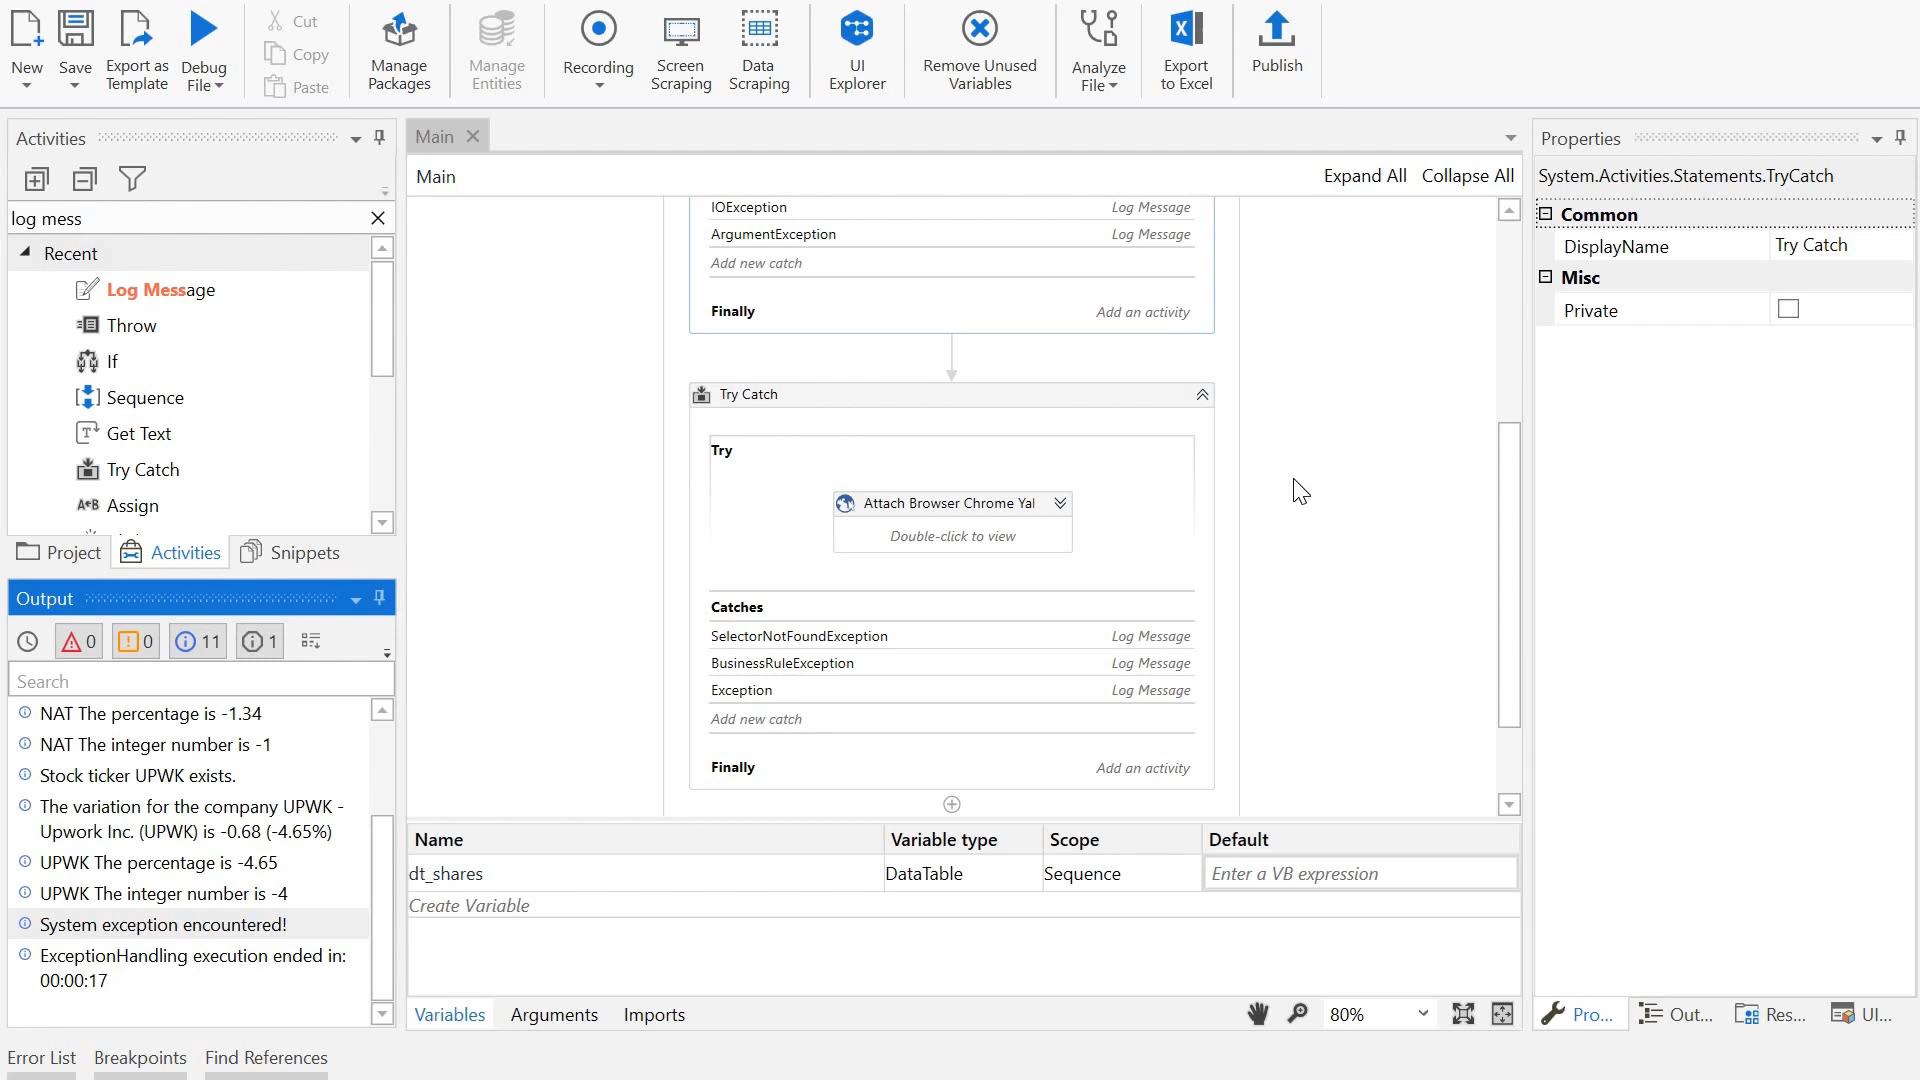 New
Save
Export as
Template
Debug
File
Cut
Copy
Paste
Manage
Packages
Manage
Entities
Recording
Screen
Scraping
Data
Scraping
UI
Explorer
Remove Unused
Variables
Analyze
File
Export
to Excel
Publish
Activities
log mess
Recent
Log Message
Throw
If
Sequence
Get Text
Try Catch
A+B Assign
Project
Activities
Snippets
Output
0
0
11
1
Search
NAT The percentage is -1.34
NAT The integer number is -1
Stock ticker UPWK exists.
The variation for the company UPWK -
Upwork Inc. (UPWK) is -0.68 (-4.65%)
UPWK The percentage is -4.65
UPWK The integer number is -4
System exception encountered!
ExceptionHandling execution ended in:
00:00:17
Main
Main
Expand All Collapse All
IOException Log Message
ArgumentException Log Message
Add new catch
Finally Add an activity
Try Catch
Try
Attach Browser Chrome Yal
Double-click to view
Catches
SelectorNotFoundException Log Message
BusinessRuleException Log Message
Exception Log Message
Add new catch
Finally Add an activity
Name Variable type Scope Default
dt_shares DataTable Sequence Enter a VB expression
Create Variable
Variables Arguments Imports
80%
Properties
System.Activities.Statements.TryCatch
Common
DisplayName Try Catch
Misc
Private
Pro...
Out...
Res...
UI...
Error List Breakpoints Find References